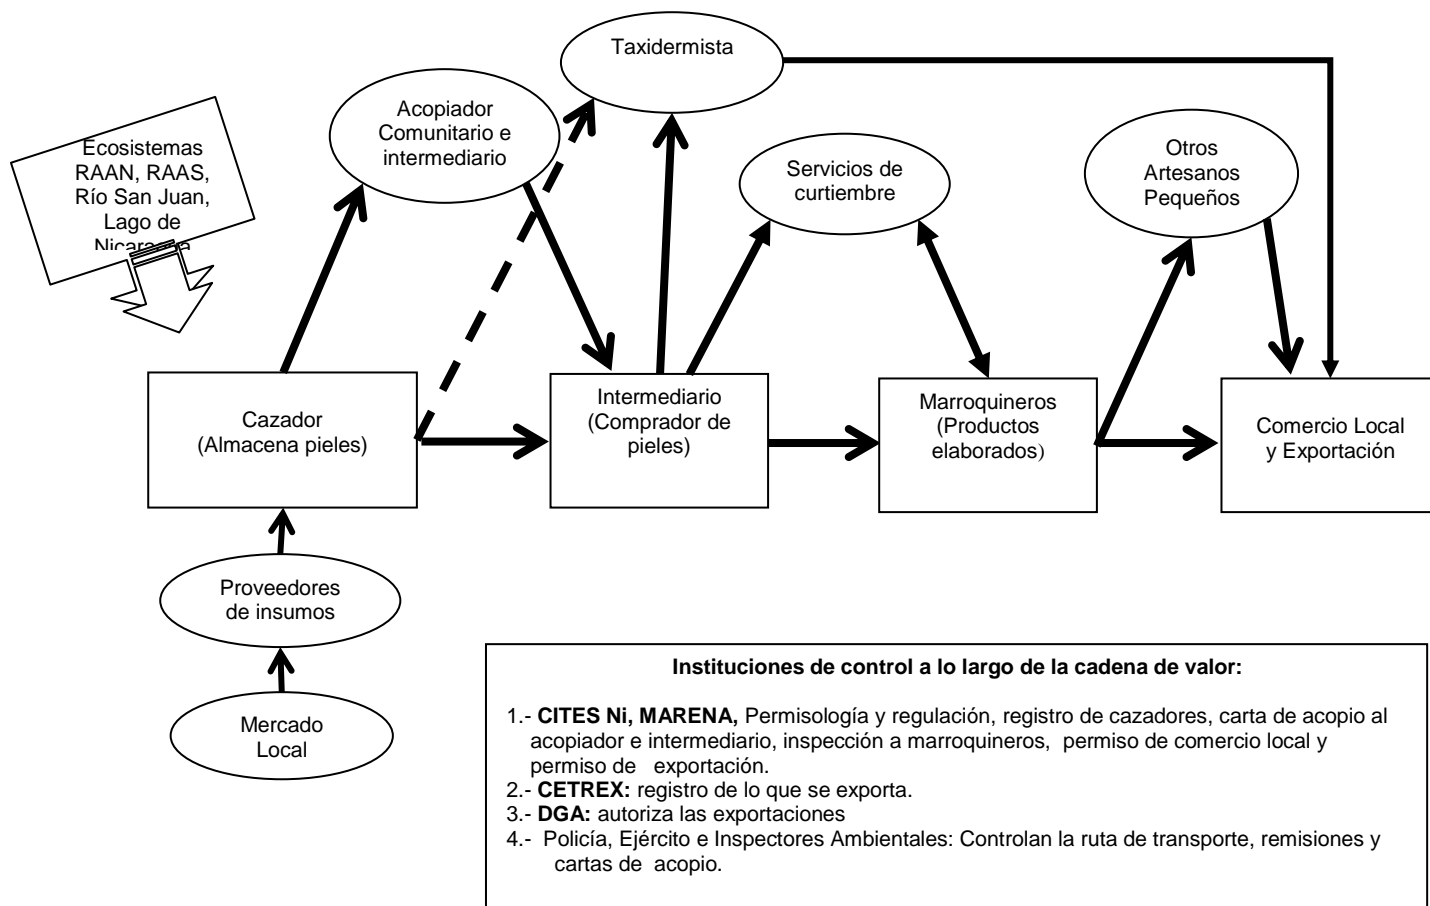 Taxidermista
Acopiador
Comunitario e
intermediario
Ecosistemas
RAAN, RAAS,
Río San Juan,
Lago de
Nicaragua
Servicios de
curtiembre
Otros
Artesanos
Pequeños
Cazador
(Almacena pieles)
Intermediario
(Comprador de
pieles)
Marroquineros
(Productos
elaborados)
Comercio Local
y Exportación
Proveedores
de insumos
Mercado
Local
Instituciones de control a lo largo de la cadena de valor:
1.- CITES Ni, MARENA, Permisología y regulación, registro de cazadores, carta de acopio al
acopiador e intermediario, inspección a marroquineros, permiso de comercio local y
permiso de exportación.
2.- CETREX: registro de lo que se exporta.
3.- DGA: autoriza las exportaciones
4.- Policía, Ejército e Inspectores Ambientales: Controlan la ruta de transporte, remisiones y
cartas de acopio.